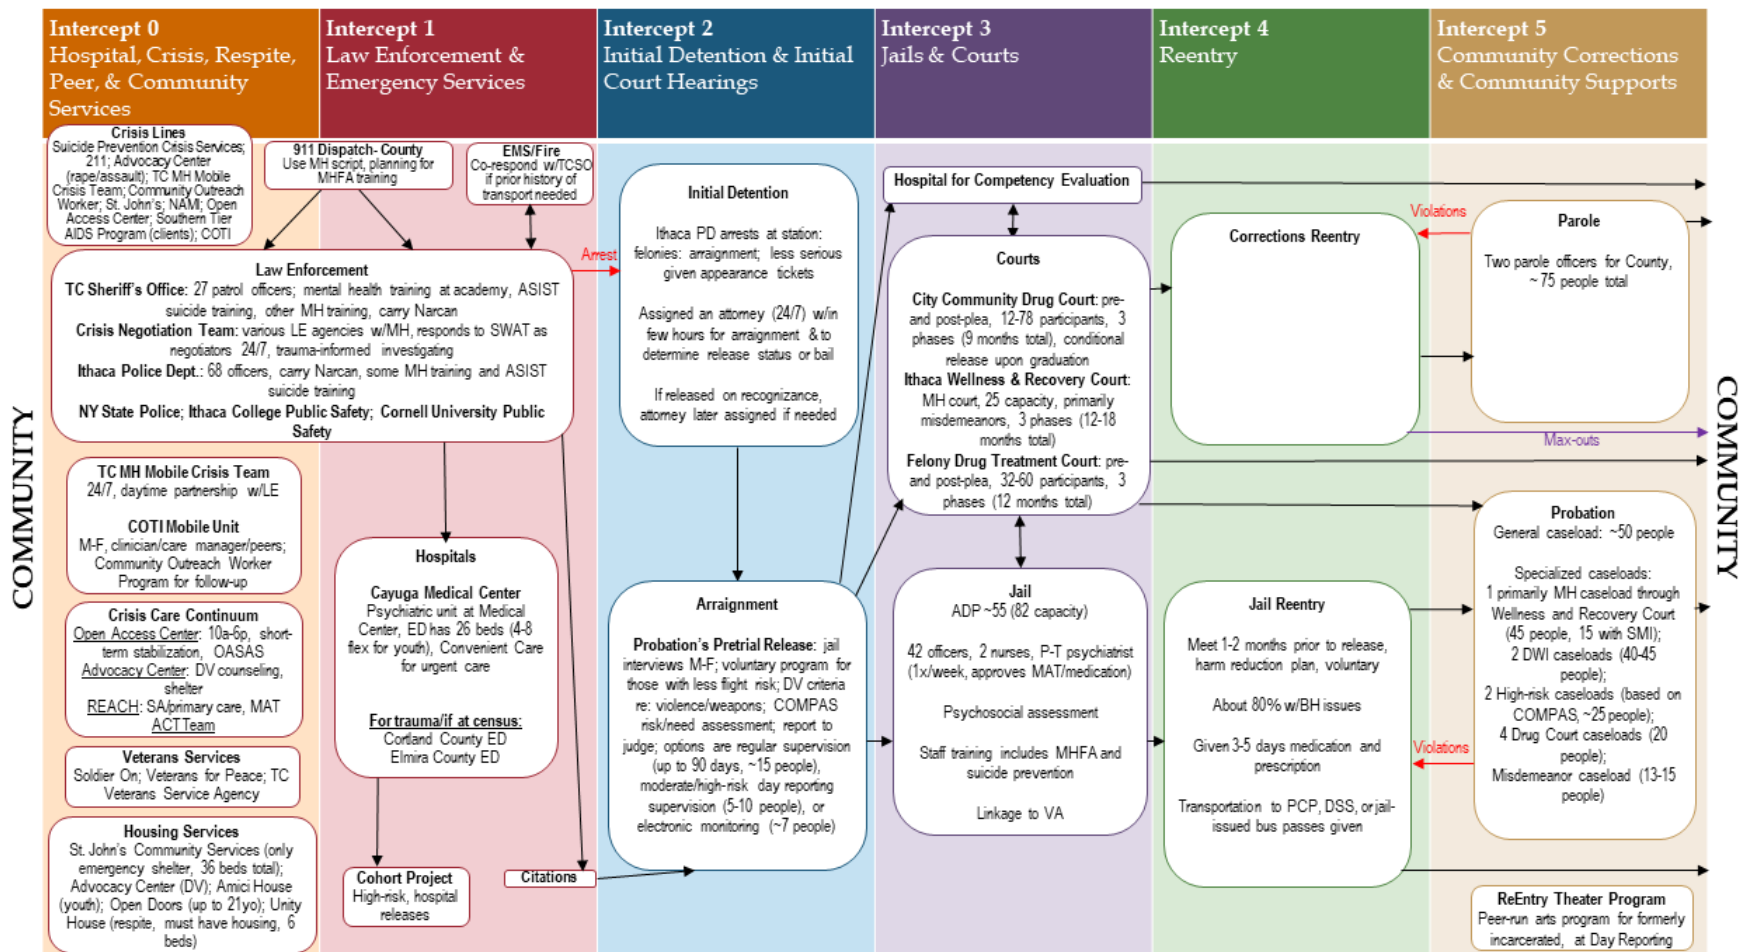 Intercept 0
Hospital, Crisis, Respite,
Peer, & Community
Services
Intercept 1
Law Enforcement &
Emergency Services
Intercept 2
Initial Detention & Initial
Court Hearings
Intercept 3
Jails & Courts
Intercept 4
Reentry
Intercept 5
Community Corrections
& Community Supports
COMMUNITY
Crisis Lines
Suicide Prevention Crisis Services;
211; Advocacy Center
(rape/assault); TC MH Mobile
Crisis Team; Community Outreach
Worker; St. John's; NAMI; Open
Access Center; Southern Tier
AIDS Program (clients); COTI
911 Dispatch- County
Use MH script, planning for
MHFA training
EMS/Fire
Co-respond w/TCSO
if prior history of
transport needed
Law Enforcement
TC Sheriff's Office: 27 patrol officers; mental health training at academy, ASIST
suicide training, other MH training, carry Narcan
Crisis Negotiation Team: various LE agencies w/MH, responds to SWAT as
negotiators 24/7, trauma-informed investigating
Ithaca Police Dept.: 68 officers, carry Narcan, some MH training and ASIST
suicide training
NY State Police; Ithaca College Public Safety; Cornell University Public
Safety
Arrest
TC MH Mobile Crisis Team
24/7, daytime partnership w/LE
COTI Mobile Unit
M-F, clinician/care manager/peers;
Community Outreach Worker
Program for follow-up
Crisis Care Continuum
Open Access Center: 10a-6p, short-
term stabilization, OASAS
Advocacy Center: DV counseling,
shelter
REACH: SA/primary care, MAT
ACT Team
Veterans Services
Soldier On; Veterans for Peace; TC
Veterans Service Agency
Housing Services
St. John's Community Services (only
emergency shelter, 36 beds total);
Advocacy Center (DV); Amici House
(youth); Open Doors (up to 21yo); Unity
House (respite, must have housing, 6
beds)
Hospitals
Cayuga Medical Center
Psychiatric unit at Medical
Center, ED has 26 beds (4-8
flex for youth), Convenient Care
for urgent care
For trauma/if at census:
Cortland County ED
Elmira County ED
Cohort Project
High-risk, hospital
releases
Citations
Initial Detention
Ithaca PD arrests at station:
felonies: arraignment; less serious
given appearance tickets
Assigned an attorney (24/7) w/in
few hours for arraignment & to
determine release status or bail
If released on recognizance,
attorney later assigned if needed
Arraignment
Probation's Pretrial Release: jail
interviews M-F; voluntary program for
those with less flight risk; DV criteria
re: violence/weapons; COMPAS
risk/need assessment; report to
judge; options are regular supervision
(up to 90 days, ~15 people),
moderate/high-risk day reporting
supervision (5-10 people), or
electronic monitoring (~7 people)
Hospital for Competency Evaluation
Courts
City Community Drug Court: pre-
and post-plea, 12-78 participants, 3
phases (9 months total), conditional
release upon graduation
Ithaca Wellness & Recovery Court:
MH court, 25 capacity, primarily
misdemeanors, 3 phases (12-18
months total)
Felony Drug Treatment Court: pre-
and post-plea, 32-60 participants, 3
phases (12 months total)
Jail
ADP ~55 (82 capacity)
42 officers, 2 nurses, P-T psychiatrist
(1x/week, approves MAT/medication)
Psychosocial assessment
Staff training includes MHFA and
suicide prevention
Linkage to VA
Corrections Reentry
Violations
Max-outs
Jail Reentry
Meet 1-2 months prior to release,
harm reduction plan, voluntary
About 80% w/BH issues
Given 3-5 days medication and
prescription
Transportation to PCP, DSS, or jail-
issued bus passes given
Violations
Parole
Two parole officers for County,
~ 75 people total
Probation
General caseload: ~50 people
Specialized caseloads:
1 primarily MH caseload through
Wellness and Recovery Court
(45 people, 15 with SMI);
2 DWI caseloads (40-45
people);
2 High-risk caseloads (based on
COMPAS, ~25 people);
4 Drug Court caseloads (20
people);
Misdemeanor caseload (13-15
people)
ReEntry Theater Program
Peer-run arts program for formerly
incarcerated, at Day Reporting
COMMUNITY